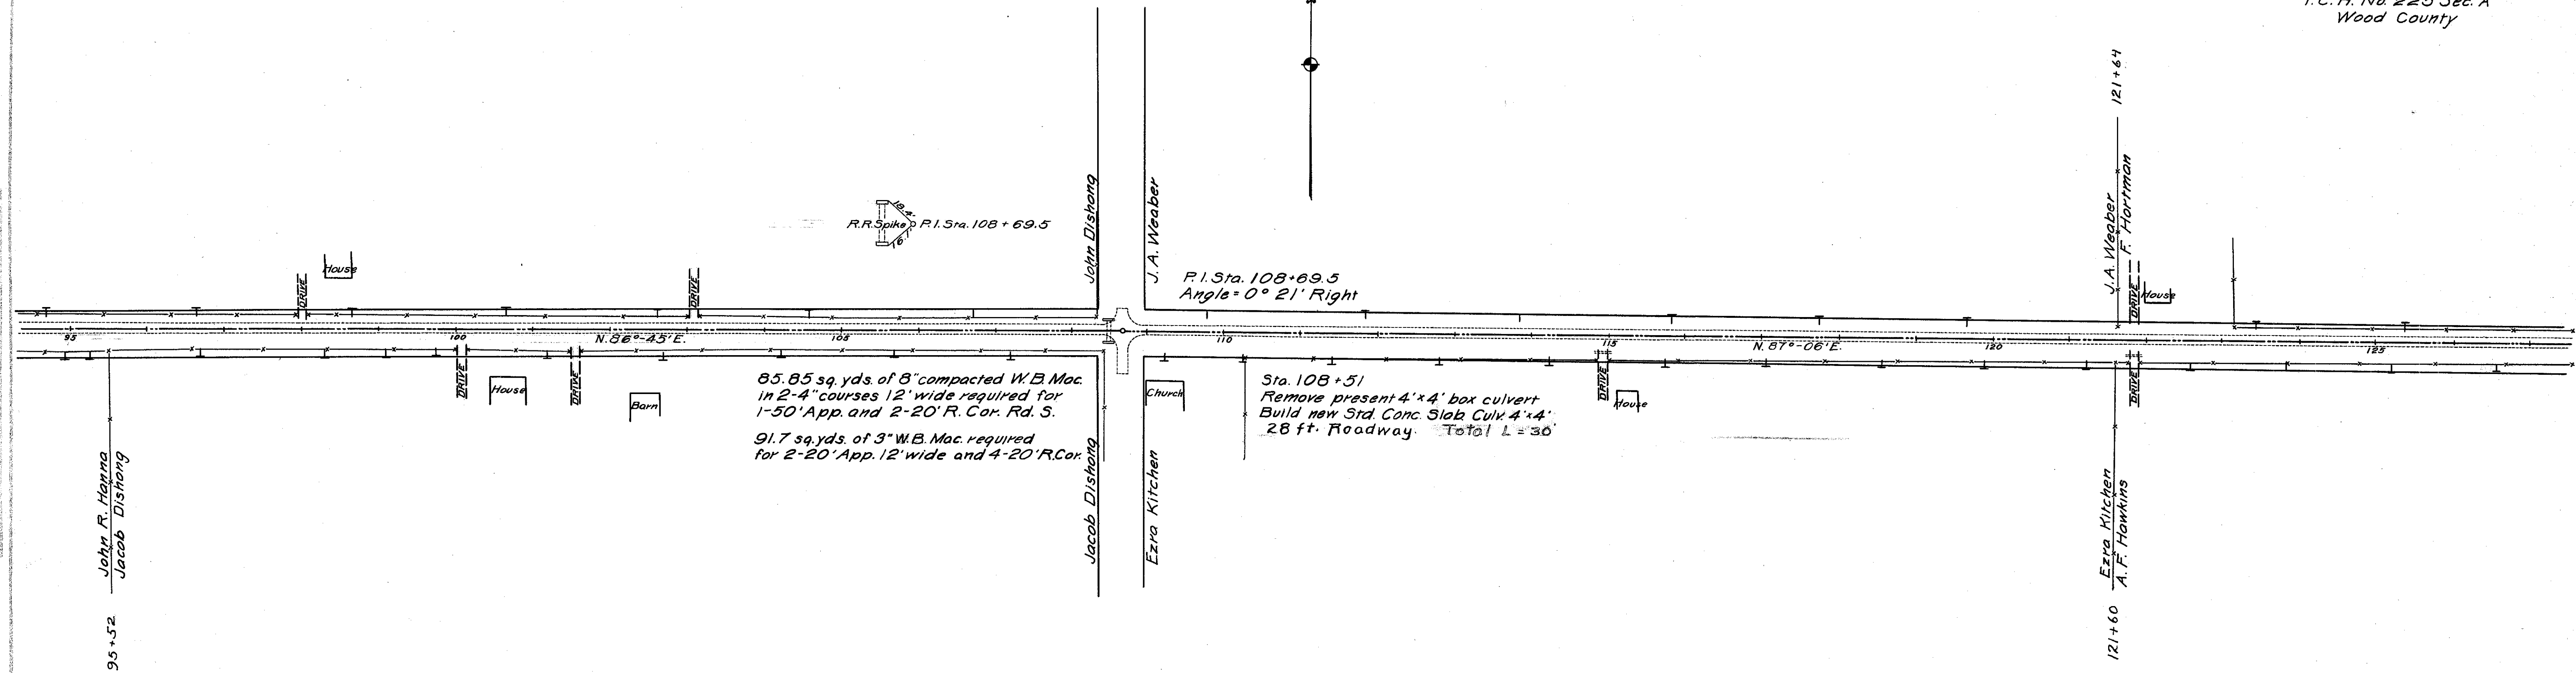 I.C.H. No. 225 Sec. A
Wood County
121+64
John Dishong
J. A. Weaber
J.A. Weaber
F. Hartman
18.4'
R.R. Spike
P.I. Sta. 108+69.5
16'
House
DRIVE
DRIVE
P.I. Sta. 108+69.5
Angle = 0° 21' Right
DRIVE
House
95
100
N. 86°-45' E.
105
110
115
N. 87°-06' E.
120
125
DRIVE
House
DRIVE
Barn
Church
DRIVE
House
DRIVE
85.85 sq. yds. of 8" compacted W. B. Mac.
in 2-4" courses 12' wide required for
1-50' App. and 2-20' R. Cor. Rd. S.
91.7 sq. yds. of 3" W. B. Mac. required
for 2-20' App. 12' wide and 4-20' R. Cor.
Sta. 108+51
Remove present 4'x4' box culvert
Build new Std. Conc. Slab Culv. 4'x4'
28 ft. Roadway. Total L = 30'
John R. Hanna
Jacob Dishong
Jacob Dishong
Ezra Kitchen
Ezra Kitchen
A. F. Hawkins
95+52
121+60